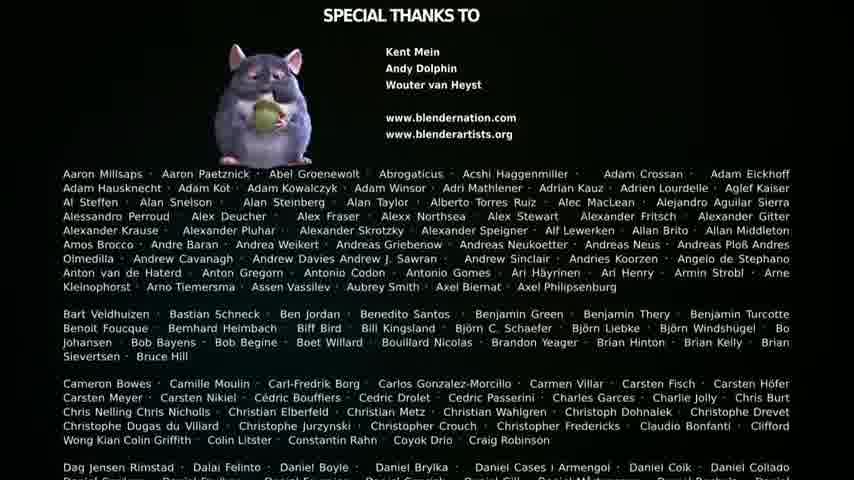 SPECIAL THANKS TO
Kent Mein
Andy Dolphin
Wouter van Heyst
www.blendernation.com
www.blenderartists.org
Aaron Millsaps · Aaron Paetznick · Abel Groenewolt · Abrogaticus · Acshi Haggenmiller · Adam Crossan · Adam Eickhoff
Adam Hausknecht · Adam Kot · Adam Kowalczyk · Adam Winsor · Adri Mathlener · Adrian Kauz · Adrien Lourdelle · Aglef Kaiser
Al Steffen · Alan Snelson · Alan Steinberg · Alan Taylor · Alberto Torres Ruiz · Alec MacLean · Alejandro Aguilar Sierra
Alessandro Perroud · Alex Deucher · Alex Fraser · Alexx Northsea · Alex Stewart · Alexander Fritsch · Alexander Gitter
Alexander Krause · Alexander Pluhar · Alexander Skrotzky · Alexander Speigner · Alf Lewerken · Allan Brito · Allan Middleton
Amos Brocco · Andre Baran · Andrea Weikert · Andreas Griebenow · Andreas Neukoetter · Andreas Neus · Andreas Ploß Andres
Olmedilla · Andrew Cavanagh · Andrew Davies Andrew J. Sawran · Andrew Sinclair · Andries Koorzen · Angelo de Stephano
Anton van de Haterd · Anton Gregorn · Antonio Codon · Antonio Gomes · Ari Häyrinen · Ari Henry · Armin Strobl · Arne
Kleinophorst · Arno Tiemersma · Assen Vassilev · Aubrey Smith · Axel Biernat · Axel Philipsenburg
Bart Veldhuizen · Bastian Schneck · Ben Jordan · Benedito Santos · Benjamin Green · Benjamin Thery · Benjamin Turcotte
Benoit Foucque · Bernhard Heimbach · Biff Bird · Bill Kingsland · Björn C. Schaefer · Björn Liebke · Björn Windshügel · Bo
Johansen · Bob Bayens · Bob Begine · Boet Willard · Bouillard Nicolas · Brandon Yeager · Brian Hinton · Brian Kelly · Brian
Sievertsen · Bruce Hill
Cameron Bowes · Camille Moulin · Carl-Fredrik Borg · Carlos Gonzalez-Morcillo · Carmen Villar · Carsten Fisch · Carsten Höfer
Carsten Meyer · Carsten Nikiel · Cédric Bouffiers · Cedric Drolet · Cedric Passerini · Charles Garces · Charlie Jolly · Chris Burt
Chris Nelling Chris Nicholls · Christian Elberfeld · Christian Metz · Christian Wahlgren · Christoph Dohnalek · Christophe Drevet
Christophe Dugas du Villard · Christophe Jurzynski · Christopher Crouch · Christopher Fredericks · Claudio Bonfanti · Clifford
Wong Kian Colin Griffith · Colin Litster · Constantin Rahn · Coyok Drio · Craig Robinson
Dag Jensen Rimstad · Dalai Felinto · Daniel Boyle · Daniel Brylka · Daniel Cases i Armengol · Daniel Coik · Daniel Collado